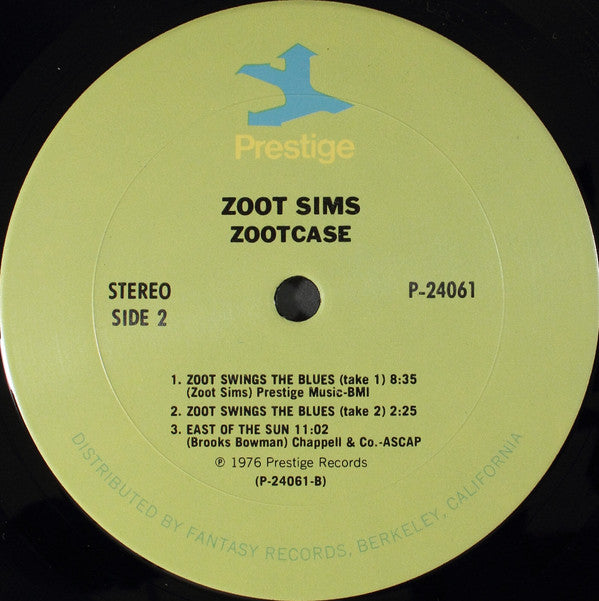 Prestige
ZOOT SIMS
ZOOTCASE
STEREO
SIDE 2
P-24061
1. ZOOT SWINGS THE BLUES (take 1) 8:35
(Zoot Sims) Prestige Music-BMI
2. ZOOT SWINGS THE BLUES (take 2) 2:25
3. EAST OF THE SUN 11:02
(Brooks Bowman) Chappell & Co.-ASCAP
℗ 1976 Prestige Records
(P-24061-B)
DISTRIBUTED BY FANTASY RECORDS, BERKELEY, CALIFORNIA